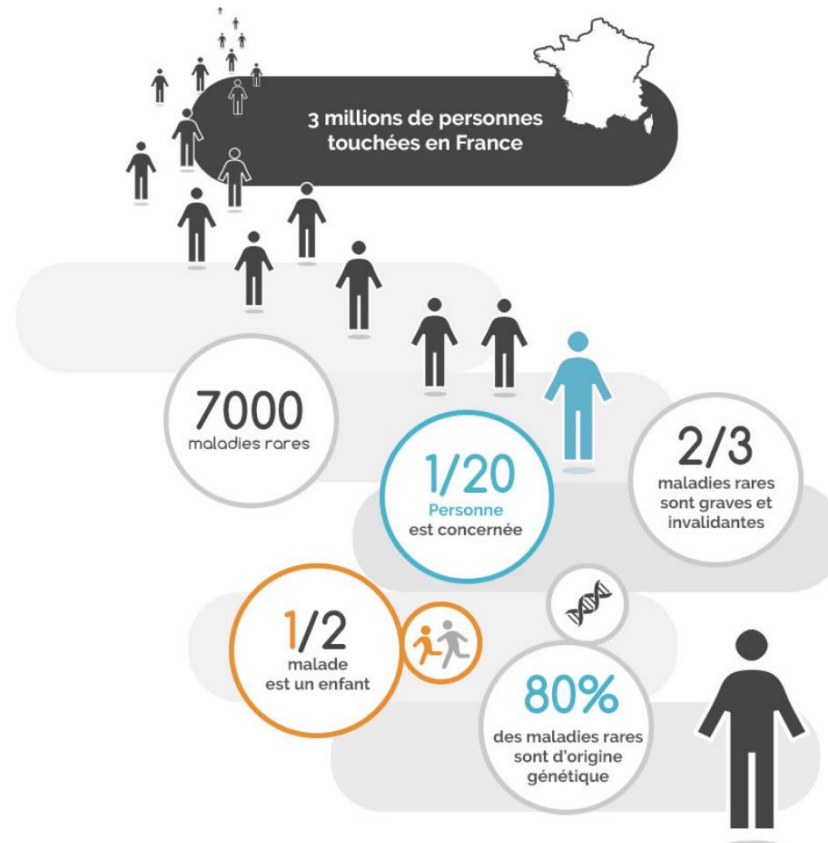 3 millions de personnes
touchées en France
7000
maladies rares
1/20
Personne
est concernée
2/3
maladies rares
sont graves et
invalidantes
1/2
malade
est un enfant
80%
des maladies rares
sont d'origine
génétique